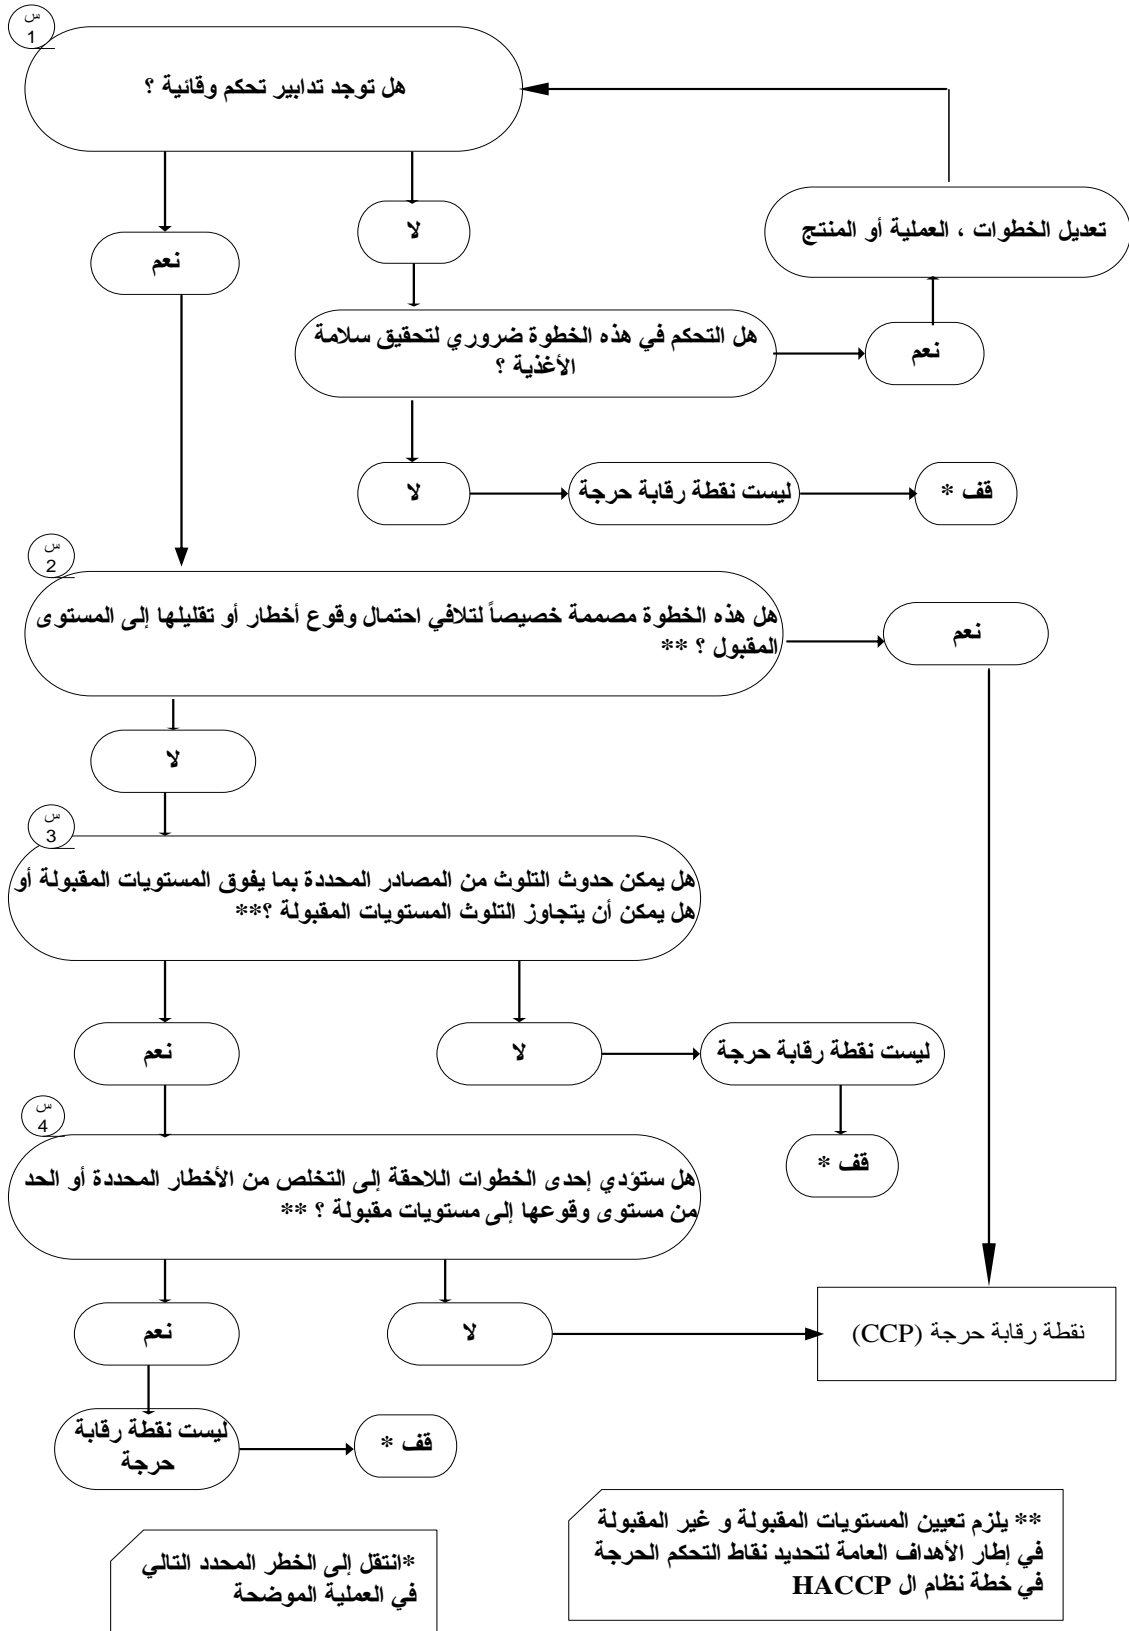 س
1
هل توجد تدابير تحكم وقائية ؟
لا
نعم
تعديل الخطوات ، العملية أو المنتج
هل التحكم في هذه الخطوة ضروري لتحقيق سلامة
الأغذية ؟
نعم
لا
ليست نقطة رقابة حرجة
قف *
س
2
هل هذه الخطوة مصممة خصيصاً لتلافي احتمال وقوع أخطار أو تقليلها إلى المستوى
المقبول ؟ **
نعم
لا
س
3
هل يمكن حدوث التلوث من المصادر المحددة بما يفوق المستويات المقبولة أو
هل يمكن أن يتجاوز التلوث المستويات المقبولة ؟**
نعم
لا
ليست نقطة رقابة حرجة
قف *
س
4
هل ستؤدي إحدى الخطوات اللاحقة إلى التخلص من الأخطار المحددة أو الحد
من مستوى وقوعها إلى مستويات مقبولة ؟ **
نعم
لا
نقطة رقابة حرجة (CCP)
ليست نقطة رقابة
حرجة
قف *
** يلزم تعيين المستويات المقبولة و غير المقبولة
في إطار الأهداف العامة لتحديد نقاط التحكم الحرجة
في خطة نظام ال HACCP
*انتقل إلى الخطر المحدد التالي
في العملية الموضحة